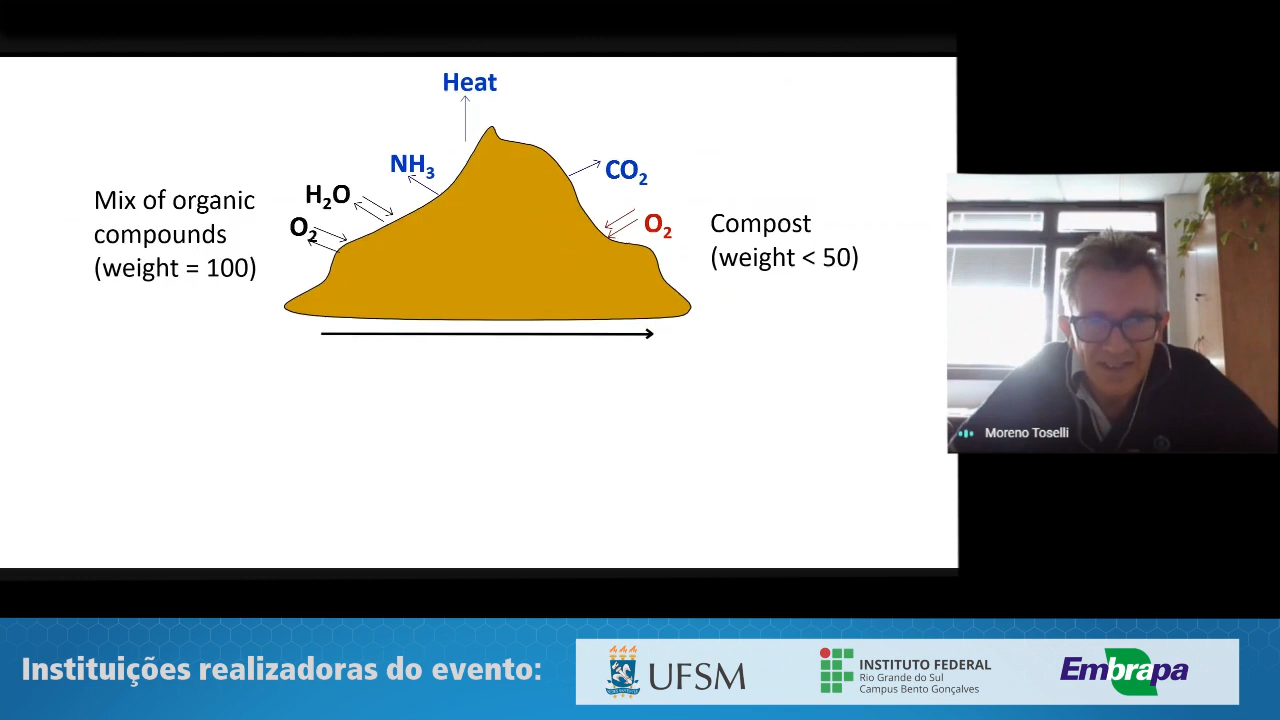 Heat
NH₃
CO₂
H₂O
O₂
O₂
Mix of organic
compounds
(weight = 100)
Compost
(weight < 50)
Moreno Toselli
Instituições realizadoras do evento:
UFSM
INSTITUTO FEDERAL
Rio Grande do Sul
Campus Bento Gonçalves
Embrapa